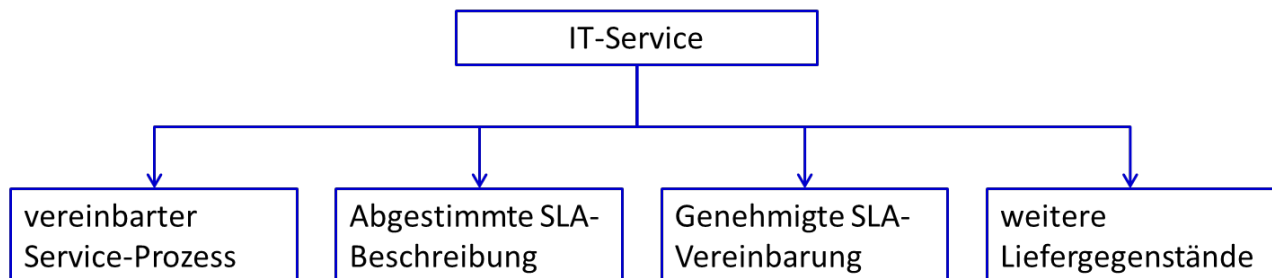 IT-Service
vereinbarter
Service-Prozess
Abgestimmte SLA-
Beschreibung
Genehmigte SLA-
Vereinbarung
weitere
Liefergegenstände